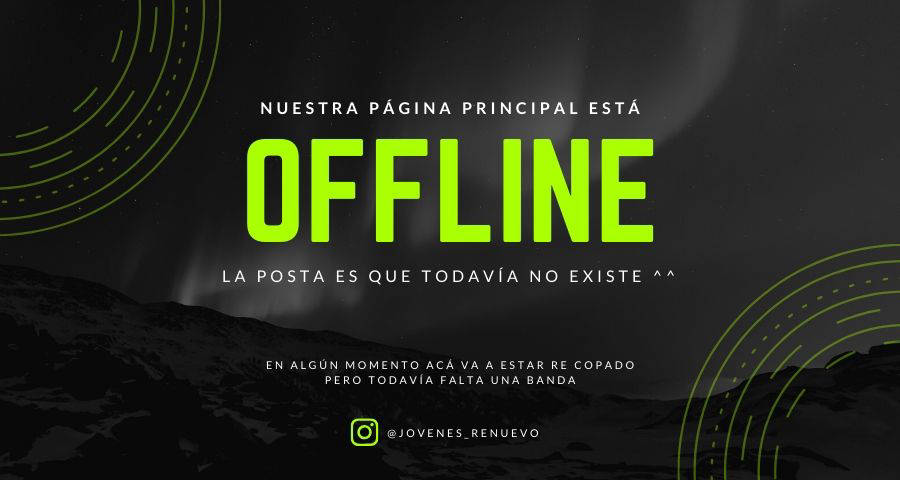 NUESTRA PÁGINA PRINCIPAL ESTÁ
OFFLINE
LA POSTA ES QUE TODAVÍA NO EXISTE ^^
EN ALGÚN MOMENTO ACÁ VA A ESTAR RE COPADO
PERO TODAVÍA FALTA UNA BANDA
@JOVENES_RENUEVO